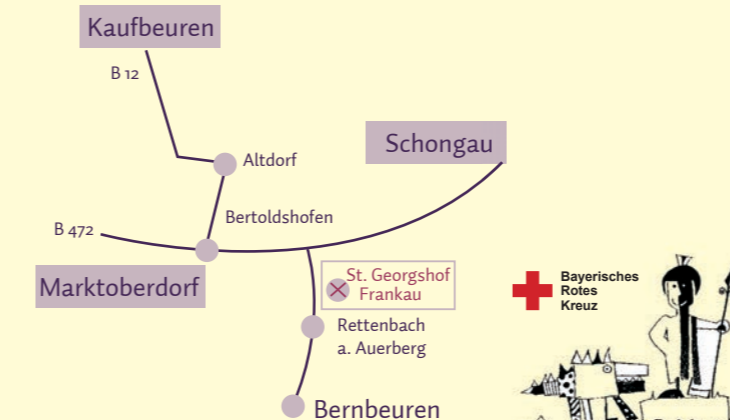 Kaufbeuren
B 12
Altdorf
Schongau
Bertoldshofen
B 472
Marktoberdorf
St. Georgshof
Frankau
Rettenbach
a. Auerberg
Bernbeuren
Bayerisches
Rotes
Kreuz